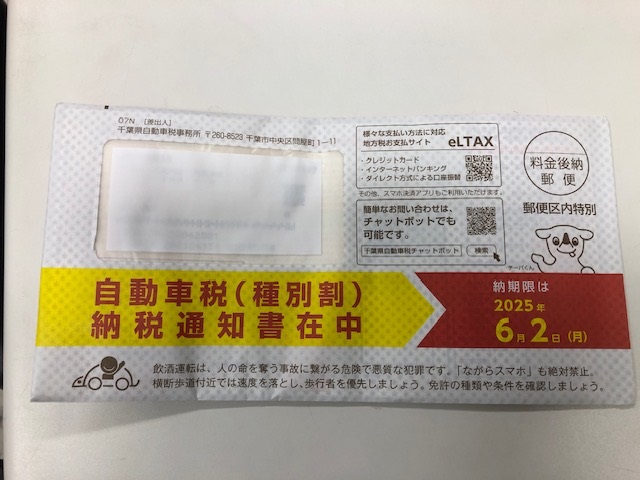 07N [差出人]
千葉県自動車税事務所 〒260-8523 千葉市中央区問屋町1-11
様々な支払い方法に対応
地方税お支払サイト eLTAX
・クレジットカード
・インターネットバンキング
・ダイレクト方式による口座振替
その他、スマホ決済アプリもご利用いただけます。
簡単なお問い合わせは、
チャットボットでも
可能です。
千葉県自動車税チャットボット 検索
料金後納
郵便
郵便区内特別
チーバくん
自動車税(種別割)
納税通知書在中
納期限は
2025年
6月2日(月)
飲酒運転は、人の命を奪う事故に繋がる危険で悪質な犯罪です。「ながらスマホ」も絶対禁止。
横断歩道付近では速度を落とし、歩行者を優先しましょう。免許の種類や条件を確認しましょう。